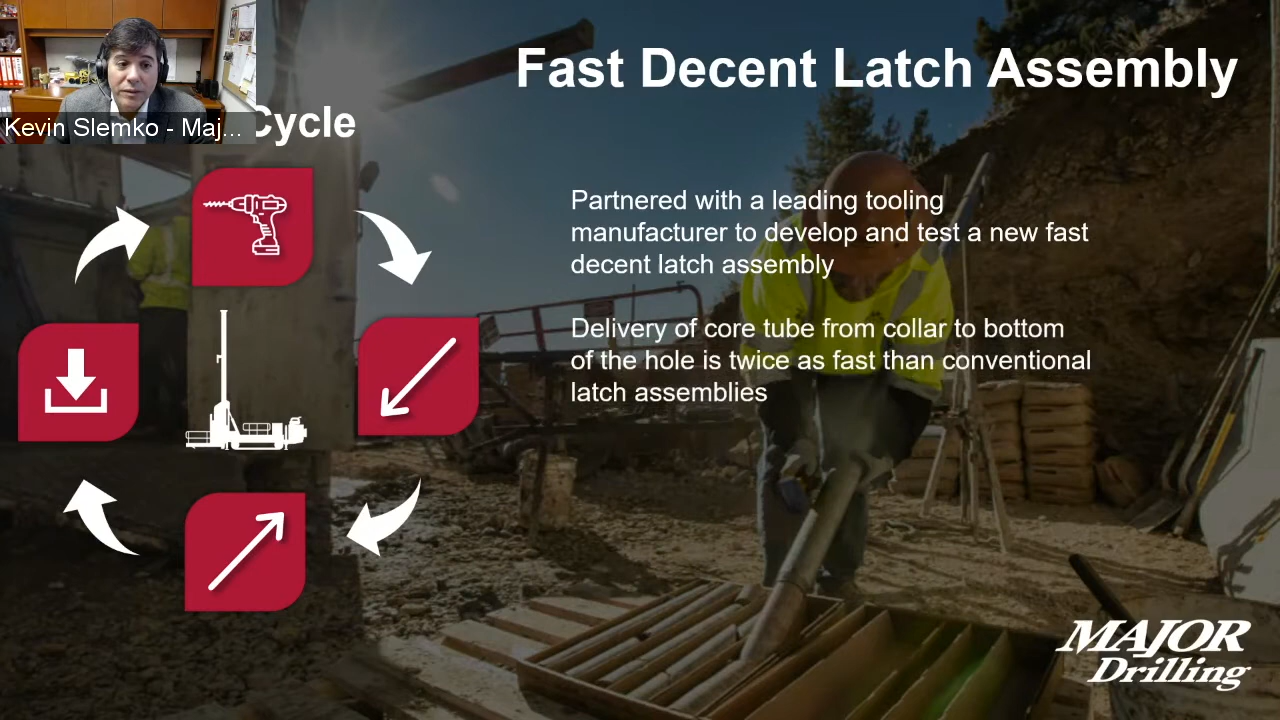 Fast Decent Latch Assembly
Kevin Slemko - Maj...
Cycle
Partnered with a leading tooling
manufacturer to develop and test a new fast
decent latch assembly
Delivery of core tube from collar to bottom
of the hole is twice as fast than conventional
latch assemblies
MAJOR
Drilling